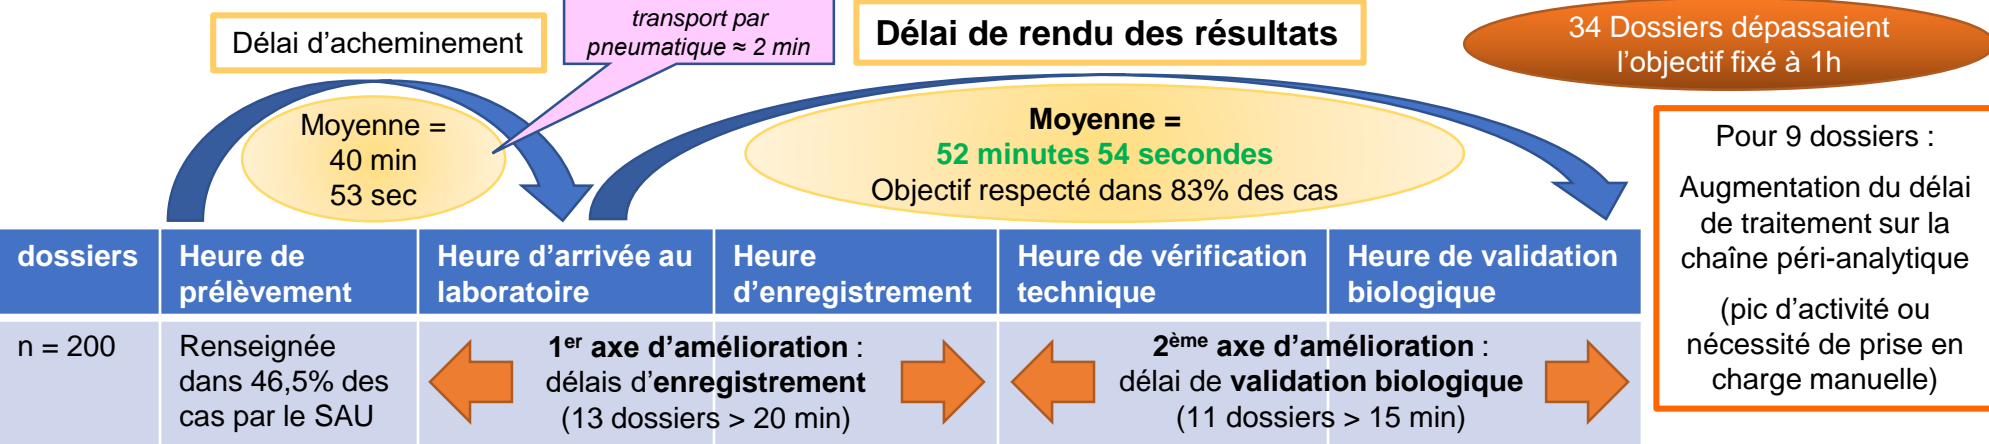 Délai d’acheminement
transport par
pneumatique ≈ 2 min
Délai de rendu des résultats
34 Dossiers dépassaient
l’objectif fixé à 1h
Moyenne =
40 min
53 sec
Moyenne =
52 minutes 54 secondes
Objectif respecté dans 83% des cas
Pour 9 dossiers :
Augmentation du délai
de traitement sur la
chaîne péri-analytique
(pic d’activité ou
nécessité de prise en
charge manuelle)
dossiers
Heure de
prélèvement
Heure d’arrivée au
laboratoire
Heure
d’enregistrement
Heure de vérification
technique
Heure de validation
biologique
n = 200
Renseignée
dans 46,5% des
cas par le SAU
1er axe d’amélioration :
délais d’enregistrement
(13 dossiers > 20 min)
2ème axe d’amélioration :
délai de validation biologique
(11 dossiers > 15 min)